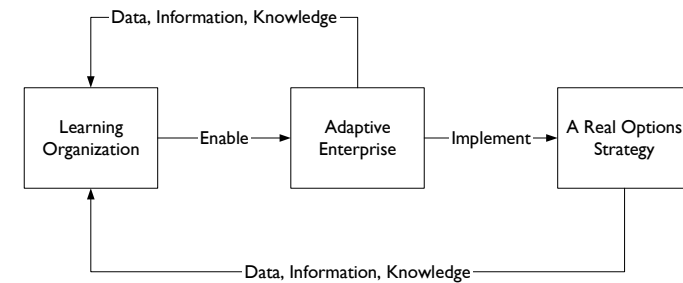 Data, Information, Knowledge
Learning
Organization
Enable
Adaptive
Enterprise
Implement
A Real Options
Strategy
Data, Information, Knowledge